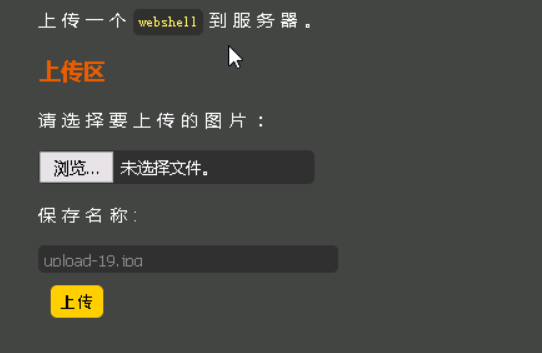 上传一个 webshell 到服务器。
上传区
请选择要上传的图片：
浏览... 未选择文件。
保存名称:
upload-19.jpg
上传